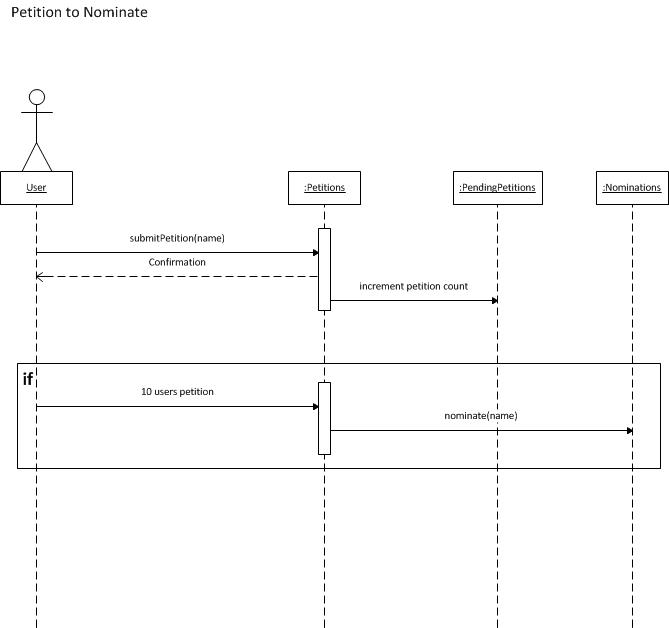 Petition to Nominate
User
:Petitions
:PendingPetitions
:Nominations
submitPetition(name)
Confirmation
increment petition count
if
10 users petition
nominate(name)